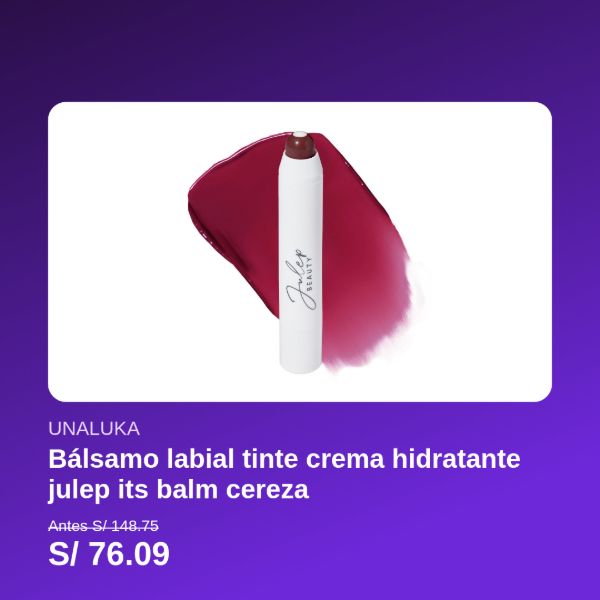 Julep
BEAUTY
UNALUKA
Bálsamo labial tinte crema hidratante
julep its balm cereza
Antes S/ 148.75
S/ 76.09